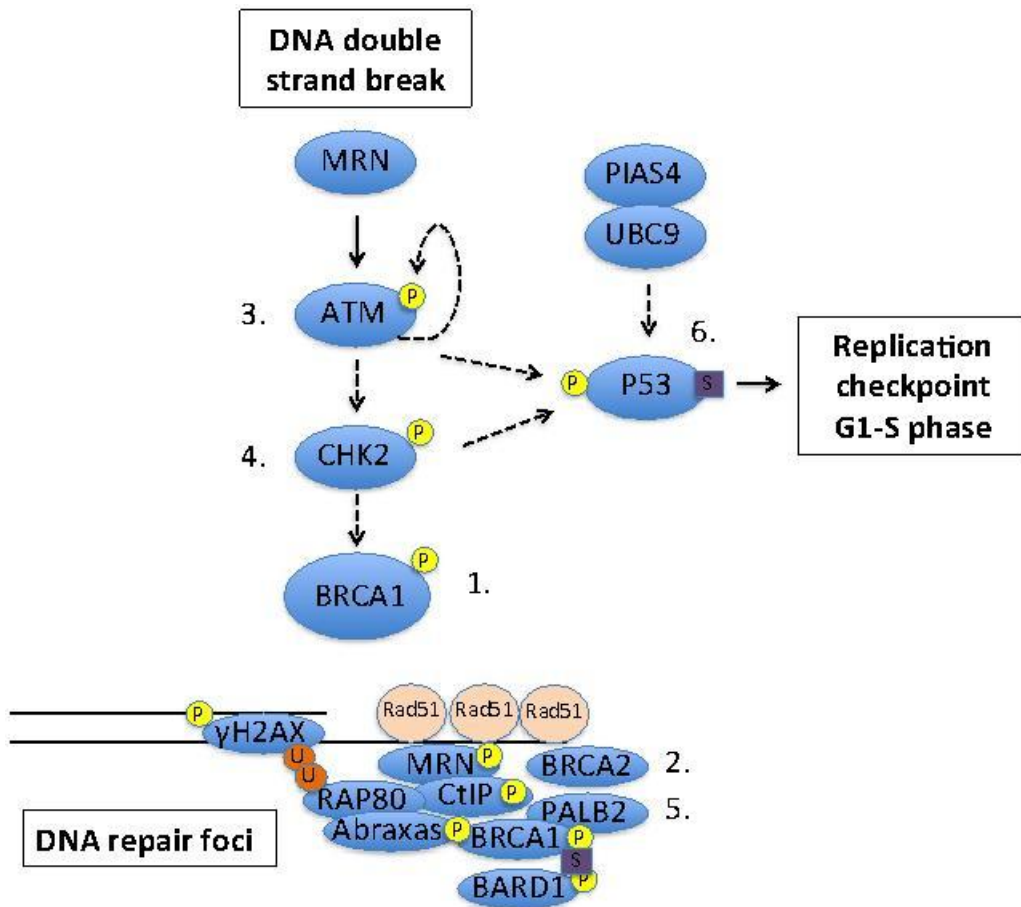 DNA double
strand break
MRN
PIAS4
UBC9
P
3.
ATM
6.
P
P53
S
Replication
checkpoint
G1-S phase
P
4.
CHK2
P
BRCA1
1.
P
γH2AX
U
U
Rad51
Rad51
Rad51
MRN
P
BRCA2
2.
RAP80
CtIP
P
PALB2
5.
Abraxas
P
BRCA1
P
S
BARD1
P
DNA repair foci